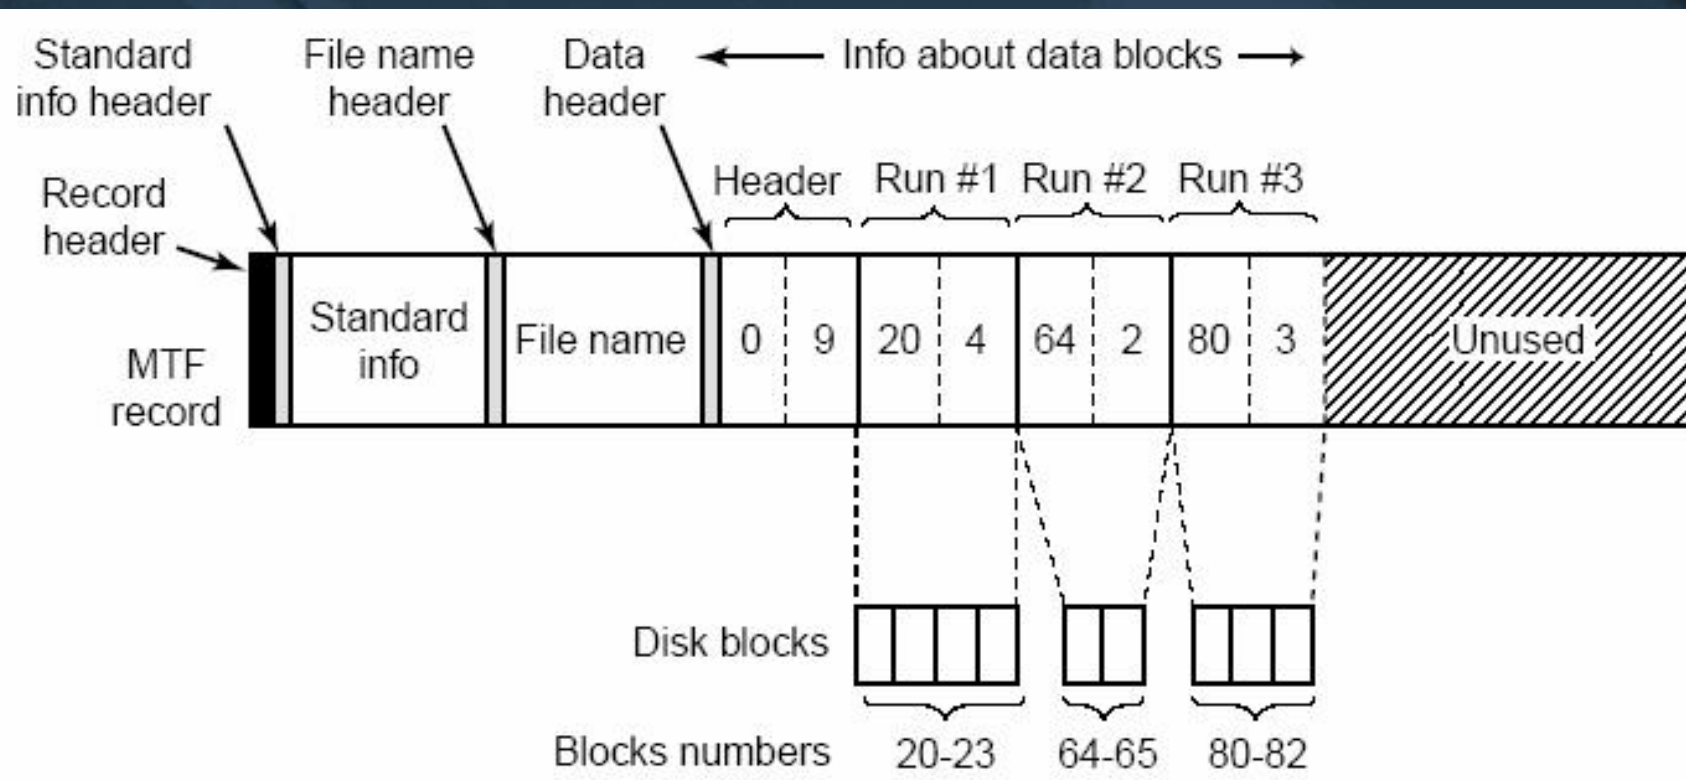 Standard
info header
File name
header
Data
header
Info about data blocks
Record
header
Header
Run #1
Run #2
Run #3
MTF
record
Standard
info
File name
0 9 20 4 64 2 80 3
Unused
Disk blocks
Blocks numbers
20-23
64-65
80-82